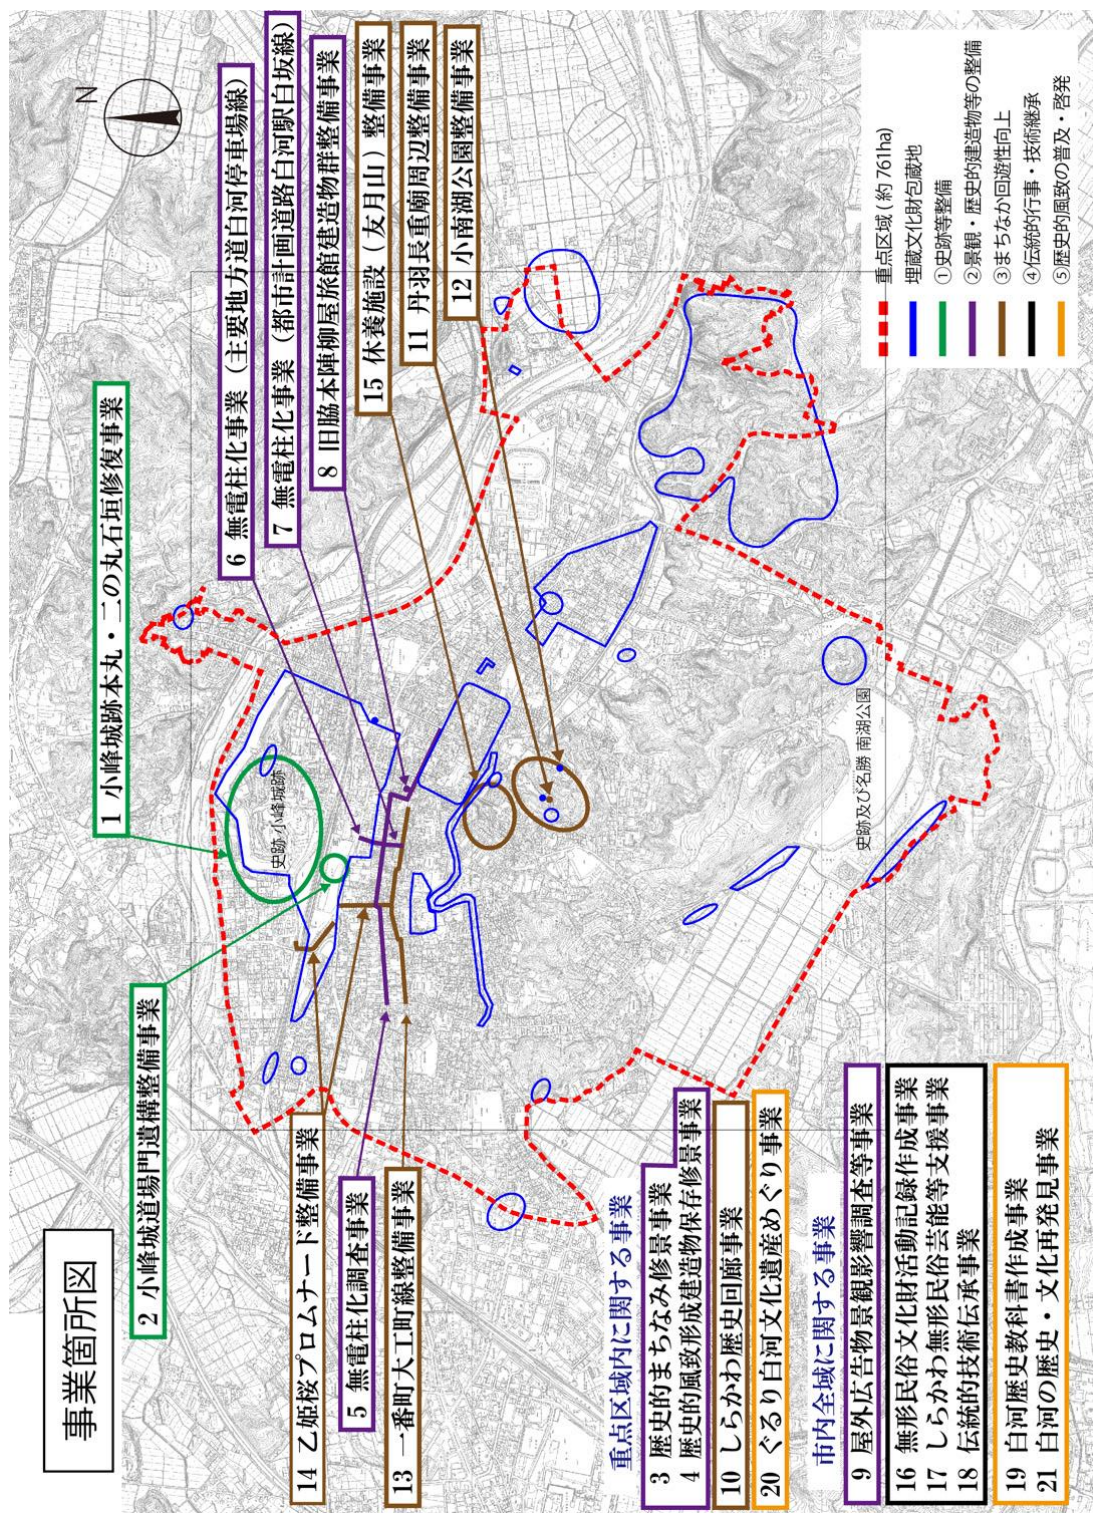 事業箇所図
N
1 小峰城跡本丸・二の丸石垣修復事業
2 小峰城道場門遺構整備事業
6 無電柱化事業（主要地方道白河停車場線）
7 無電柱化事業（都市計画道路白河駅白坂線）
8 旧脇本陣柳屋旅館建造物群整備事業
15 休養施設（友月山）整備事業
11 丹羽長重廟周辺整備事業
12 小南湖公園整備事業
14 乙姫桜プロムナード整備事業
5 無電柱化調査事業
13 一番町大工町線整備事業
史跡 小峰城跡
史跡及び名勝 南湖公園
重点区域内に関する事業
3 歴史的まちなみ修景事業
4 歴史的風致形成建造物保存修景事業
10 しらかわ歴史回廊事業
20 ぐるり白河文化遺産めぐり事業
市内全域に関する事業
9 屋外広告物景観影響調査等事業
16 無形民俗文化財活動記録作成事業
17 しらかわ無形民俗芸能等支援事業
18 伝統的技術伝承事業
19 白河歴史教科書作成事業
21 白河の歴史・文化再発見事業
重点区域（約 761ha）
埋蔵文化財包蔵地
①史跡等整備
②景観・歴史的建造物等の整備
③まちなか回遊性向上
④伝統的行事・技術継承
⑤歴史的風致の普及・啓発